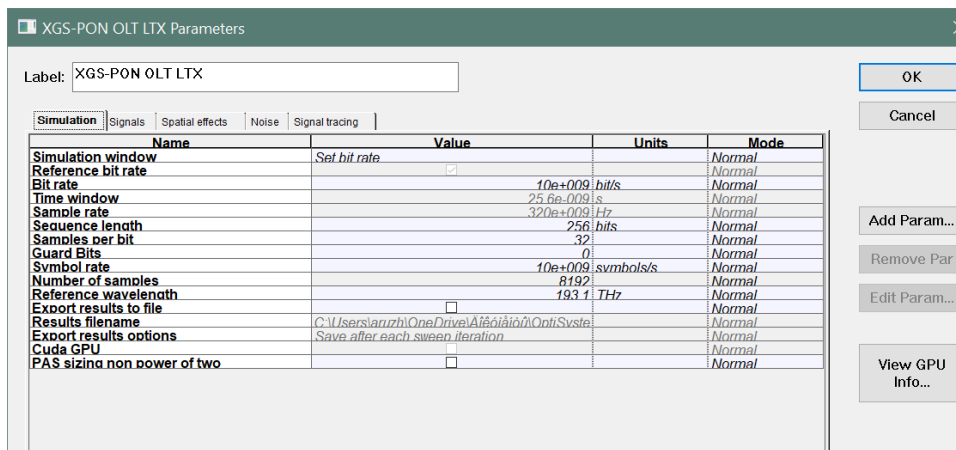 XGS-PON OLT LTX Parameters
Label: XGS-PON OLT LTX
OK
Cancel
Simulation Signals Spatial effects Noise Signal tracing
Name Value Units Mode
Simulation window Set bit rate Normal
Reference bit rate Normal
Bit rate 10e+009 bit/s Normal
Time window 25.6e-009 s Normal
Sample rate 320e+009 Hz Normal
Sequence length 256 bits Normal
Samples per bit 32 Normal
Guard Bits 0 Normal
Symbol rate 10e+009 symbols/s Normal
Number of samples 8192 Normal
Reference wavelength 193.1 THz Normal
Export results to file Normal
Results filename C:\Users\aruzh\OneDrive\Äîêóìåíòû\OptiSyste Normal
Export results options Save after each sweep iteration Normal
Cuda GPU Normal
PAS sizing non power of two Normal
Add Param...
Remove Par
Edit Param...
View GPU
Info...